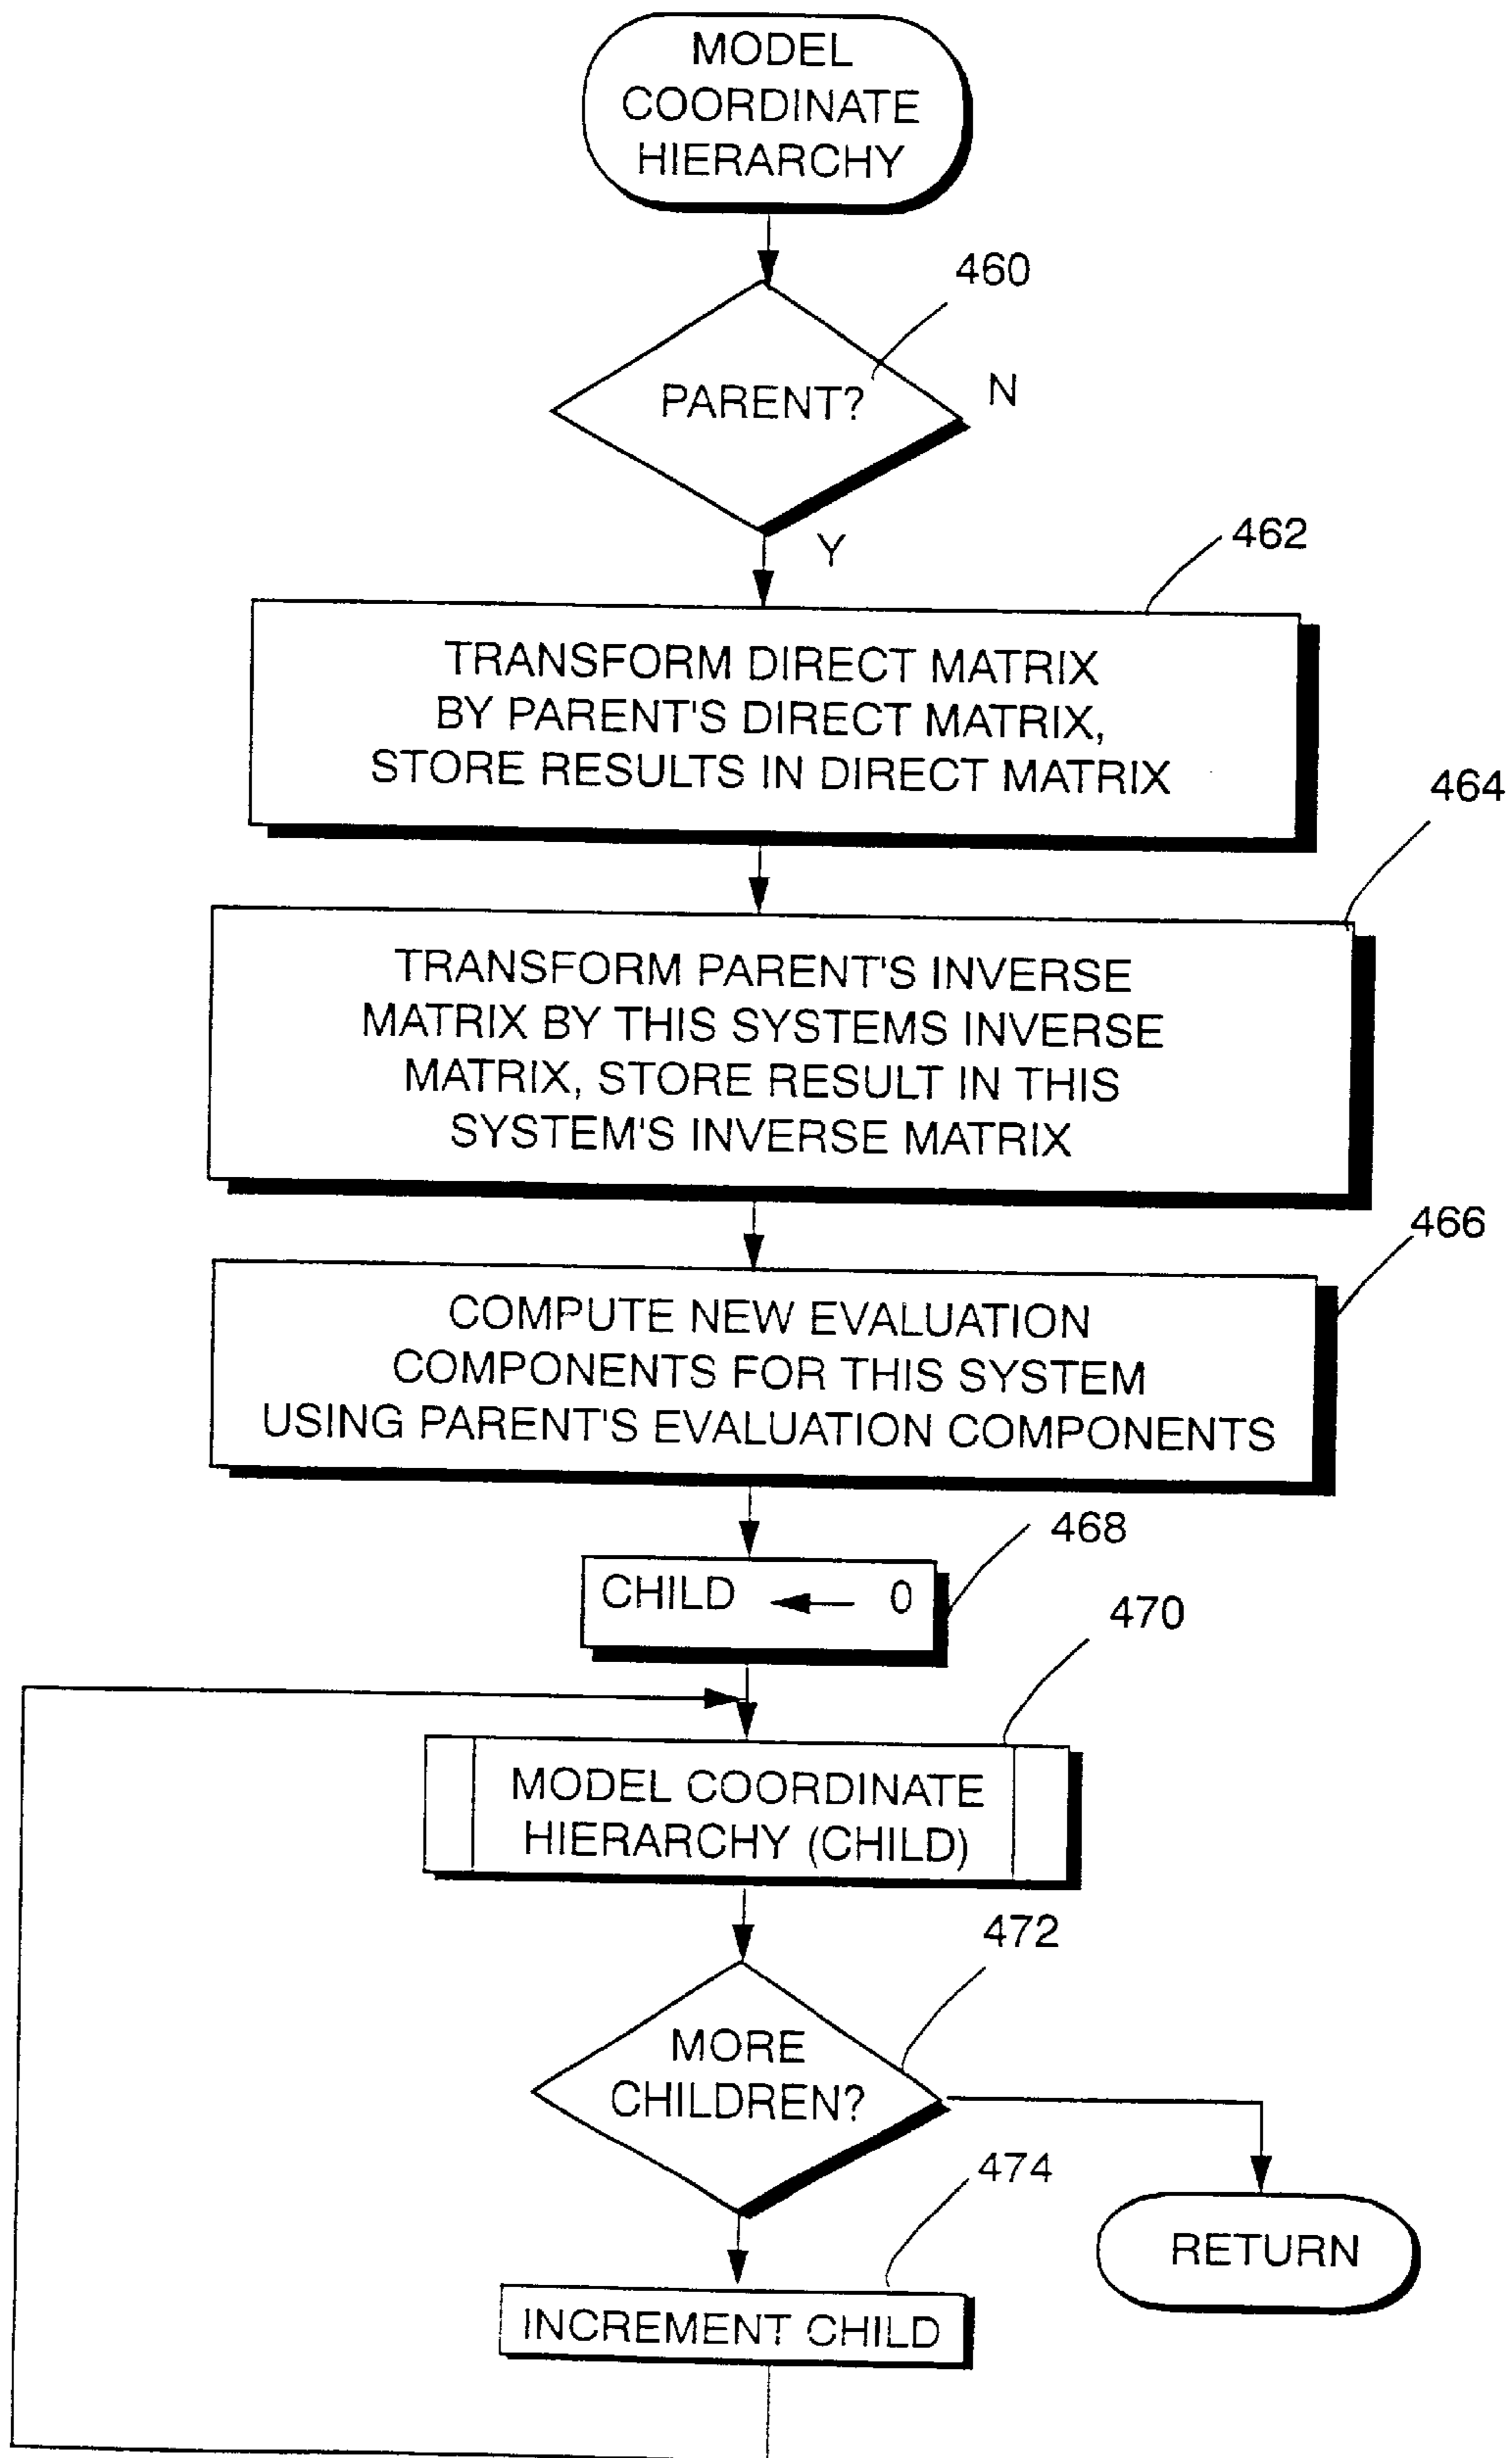 MODEL
COORDINATE
HIERARCHY
460
PARENT?
N
Y
462
TRANSFORM DIRECT MATRIX
BY PARENT'S DIRECT MATRIX,
STORE RESULTS IN DIRECT MATRIX
464
TRANSFORM PARENT'S INVERSE
MATRIX BY THIS SYSTEMS INVERSE
MATRIX, STORE RESULT IN THIS
SYSTEM'S INVERSE MATRIX
466
COMPUTE NEW EVALUATION
COMPONENTS FOR THIS SYSTEM
USING PARENT'S EVALUATION COMPONENTS
468
CHILD ← 0
470
MODEL COORDINATE
HIERARCHY (CHILD)
472
MORE
CHILDREN?
474
RETURN
INCREMENT CHILD